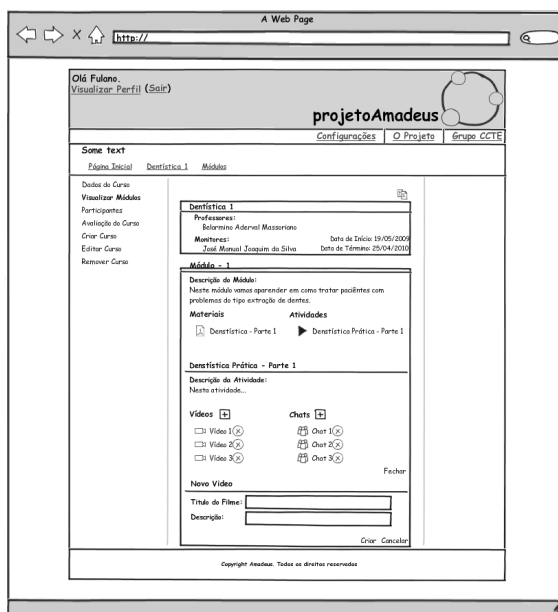 A Web Page
http://
Olá Fulano.
Visualizar Perfil (Sair)
projetoAmadeus
Configurações O Projeto Grupo CCTE
Some text
Página Inicial Dentística 1 Módulos
Dados do Curso
Visualizar Módulos
Participantes
Avaliação do Curso
Criar Curso
Editar Curso
Remover Curso
Dentística 1
Professores:
Belarmino Aderval Massoriano
Monitores: Data de Início: 19/05/2009
José Manual Joaquim da Silva Data de Término: 25/04/2010
Módulo - 1
Descrição do Módulo:
Neste módulo vamos aparender em como tratar paciêntes com
problemas do tipo extração de dentes.
Materiais Atividades
Denstística - Parte 1 Denstística Prática - Parte 1
Denstística Prática - Parte 1
Descrição da Atividade:
Nesta atividade...
Vídeos + Chats +
Vídeo 1 Chat 1
Vídeo 2 Chat 2
Vídeo 3 Chat 3
Fechar
Novo Video
Titulo do Filme:
Descrição:
Criar Cancelar
Copyright Amadeus. Todos os direitos reservados